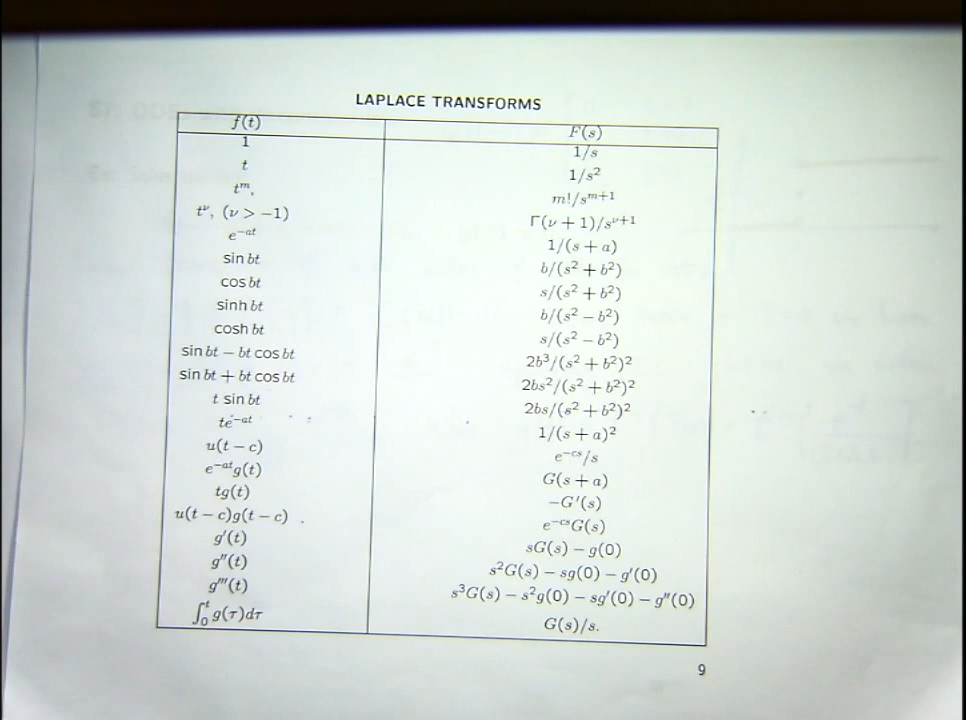 LAPLACE TRANSFORMS
f(t) F(s)
1 1/s
t 1/s²
tᵐ, m!/sᵐ⁺¹
t^ν, (ν > −1) Γ(ν + 1)/s^{ν+1}
e^{−at} 1/(s + a)
sin bt b/(s² + b²)
cos bt s/(s² + b²)
sinh bt b/(s² − b²)
cosh bt s/(s² − b²)
sin bt − bt cos bt 2b³/(s² + b²)²
sin bt + bt cos bt 2bs²/(s² + b²)²
t sin bt 2bs/(s² + b²)²
te^{−at} 1/(s + a)²
u(t − c) e^{−cs}/s
e^{−at}g(t) G(s + a)
tg(t) −G′(s)
u(t − c)g(t − c) e^{−cs}G(s)
g′(t) sG(s) − g(0)
g″(t) s²G(s) − sg(0) − g′(0)
g‴(t) s³G(s) − s²g(0) − sg′(0) − g″(0)
∫₀ᵗ g(τ)dτ G(s)/s.
9